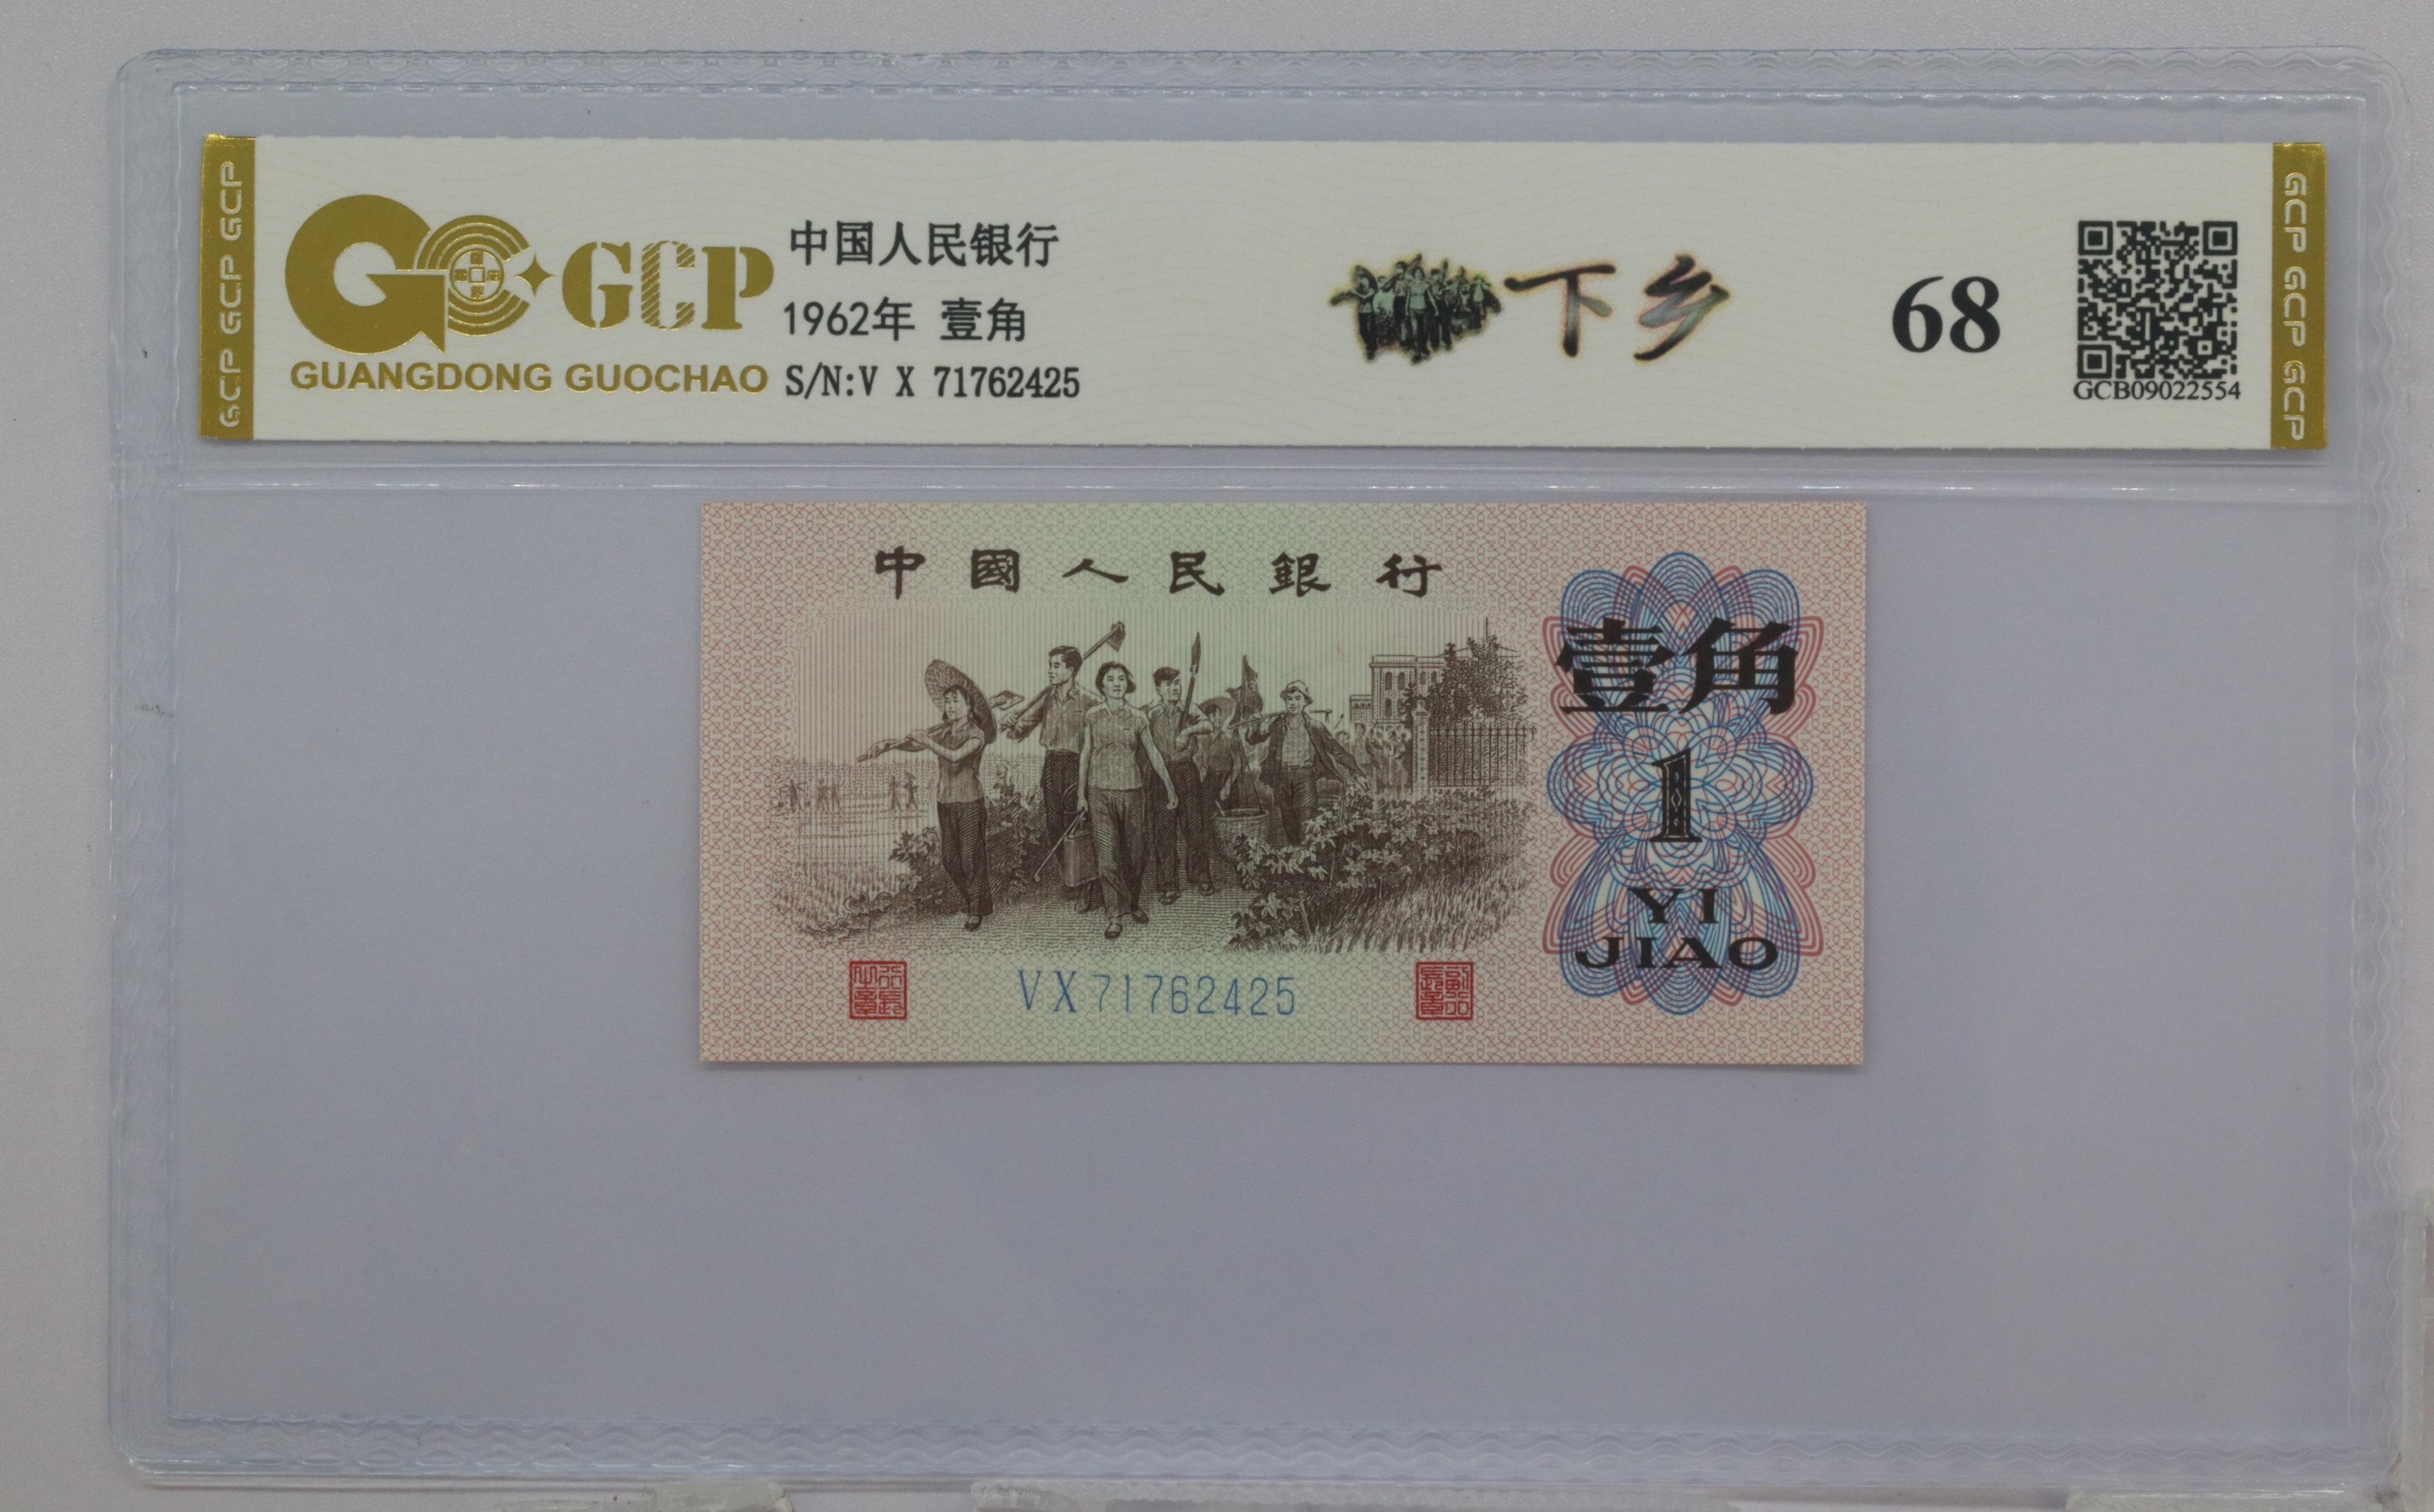 GCP GCP GCP
GCP
GUANGDONG GUOCHAO
中国人民银行
1962年 壹角
S/N:V X 71762425
下乡
68
GCB09022554
GCP GCP GCP
中國人民銀行
壹角
1
YI
JIAO
VX71762425